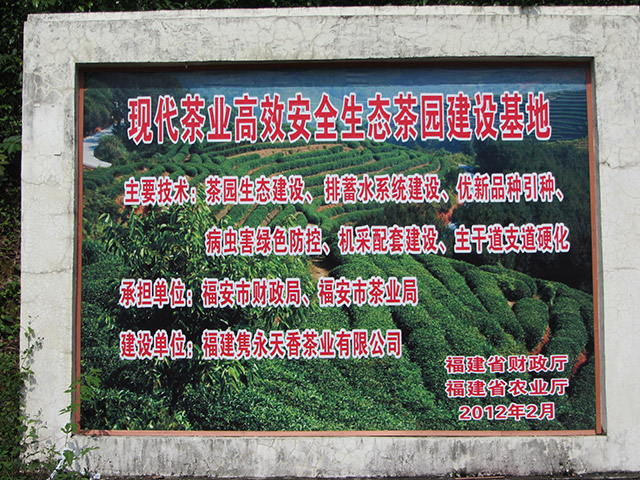 现代茶业高效安全生态茶园建设基地
主要技术：茶园生态建设、排蓄水系统建设、优新品种引种、
病虫害绿色防控、机采配套建设、主干道支道硬化
承担单位：福安市财政局、福安市茶业局
建设单位：福建隽永天香茶业有限公司
福建省财政厅
福建省农业厅
2012年2月